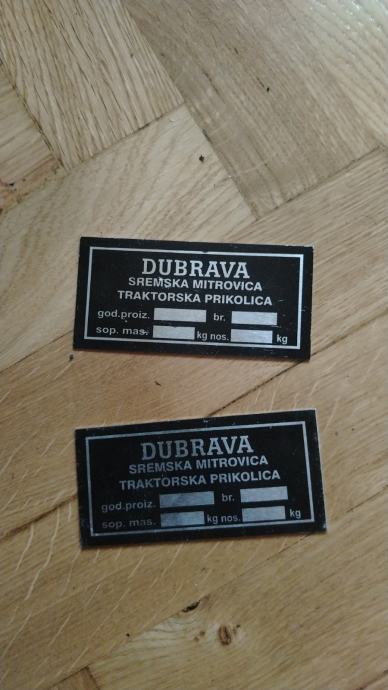 DUBRAVA
SREMSKA MITROVICA
TRAKTORSKA PRIKOLICA
god.proiz. br.
sop. mas. kg nos. kg
DUBRAVA
SREMSKA MITROVICA
TRAKTORSKA PRIKOLICA
god.proiz. br.
sop. mas. kg nos. kg